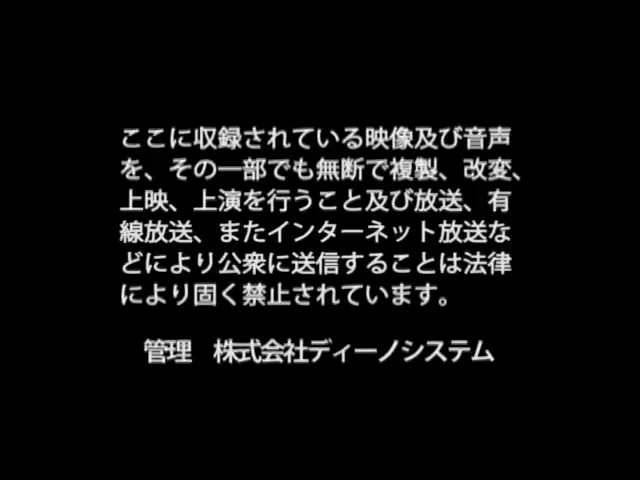 ここに収録されている映像及び音声
を、その一部でも無断で複製、改変、
上映、上演を行うこと及び放送、有
線放送、またインターネット放送な
どにより公衆に送信することは法律
により固く禁止されています。
管理　株式会社ディーノシステム